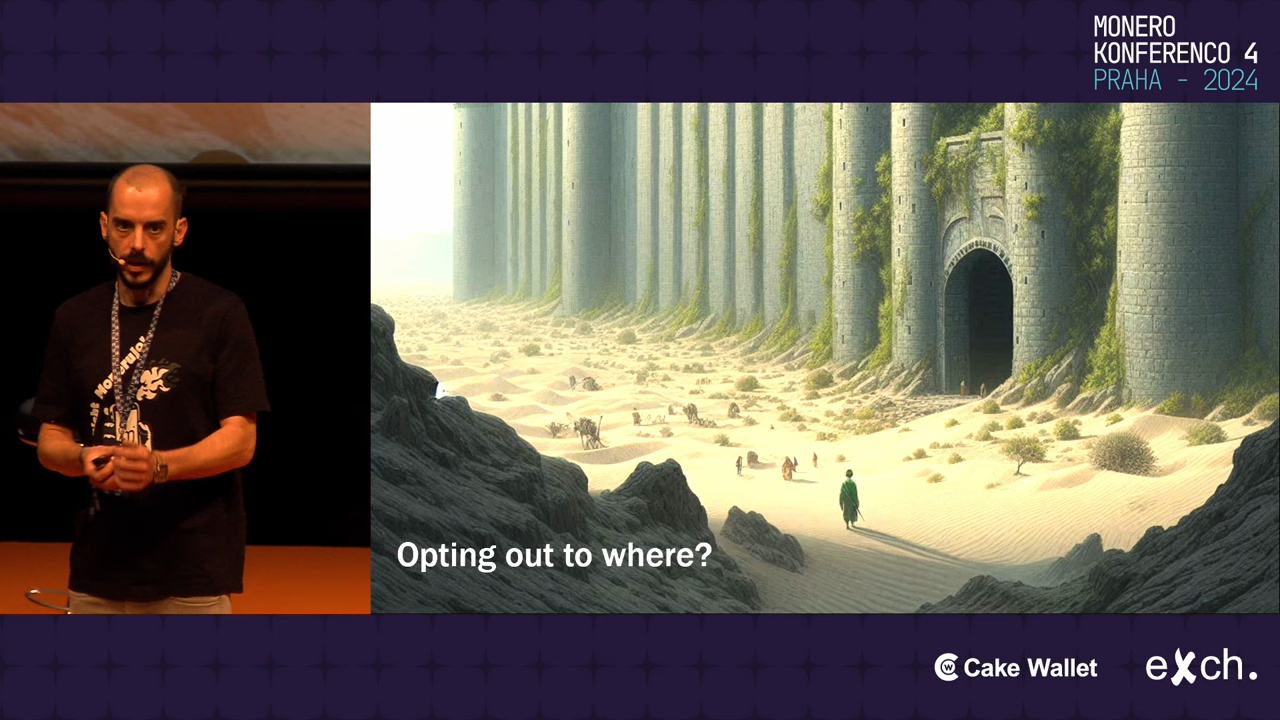 MONERO
KONFERENCO 4
PRAHA - 2024
Opting out to where?
Cake Wallet
eXch.